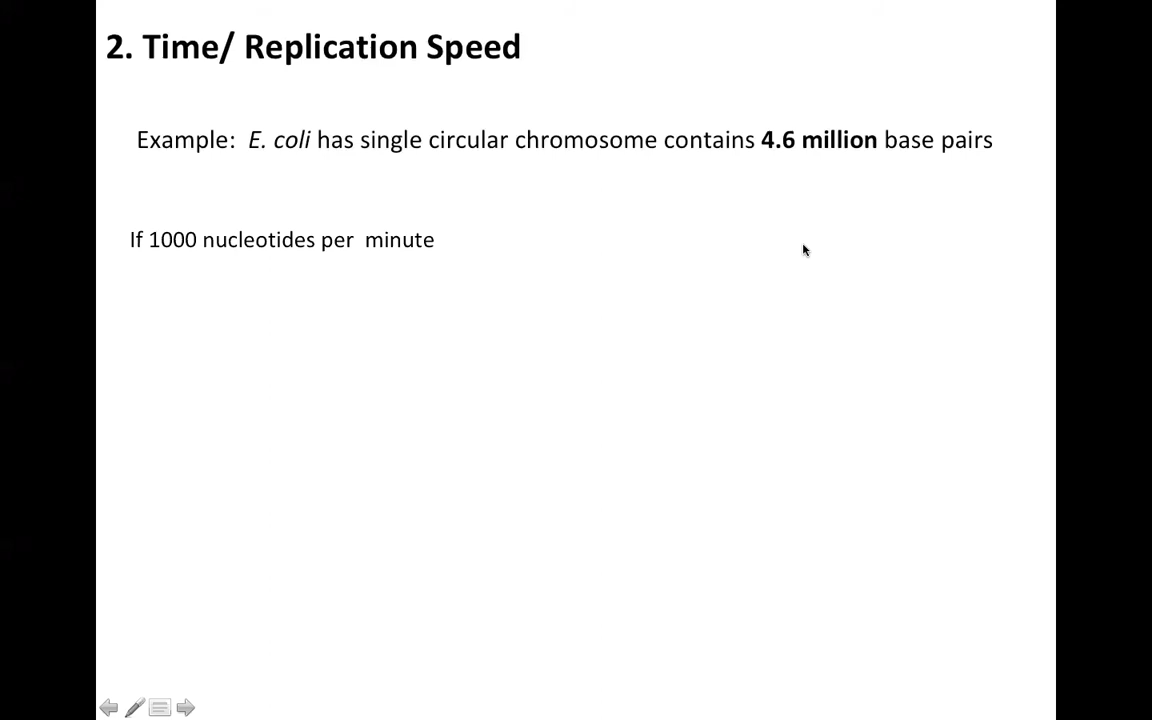 2. Time/ Replication Speed
Example: E. coli has single circular chromosome contains 4.6 million base pairs
If 1000 nucleotides per minute